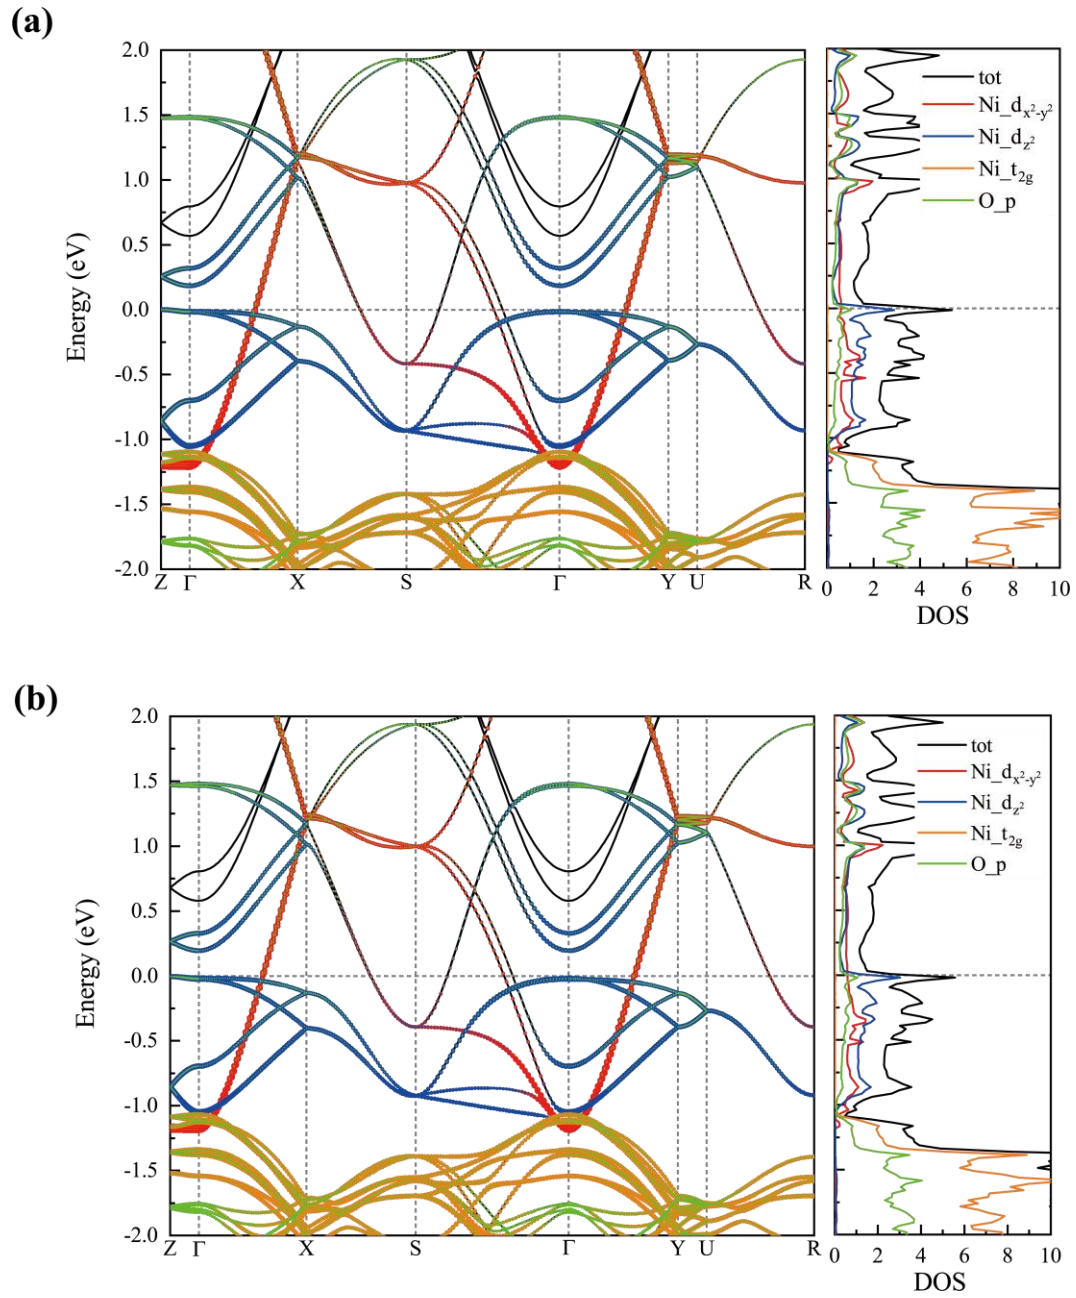 (a)
2.0
1.5
1.0
0.5
0.0
-0.5
-1.0
-1.5
-2.0
Energy (eV)
Z Γ X S Γ Y U R
tot
Ni_dx²-y²
Ni_dz²
Ni_t2g
O_p
0 2 4 6 8 10
DOS
(b)
2.0
1.5
1.0
0.5
0.0
-0.5
-1.0
-1.5
-2.0
Energy (eV)
Z Γ X S Γ Y U R
tot
Ni_dx²-y²
Ni_dz²
Ni_t2g
O_p
0 2 4 6 8 10
DOS